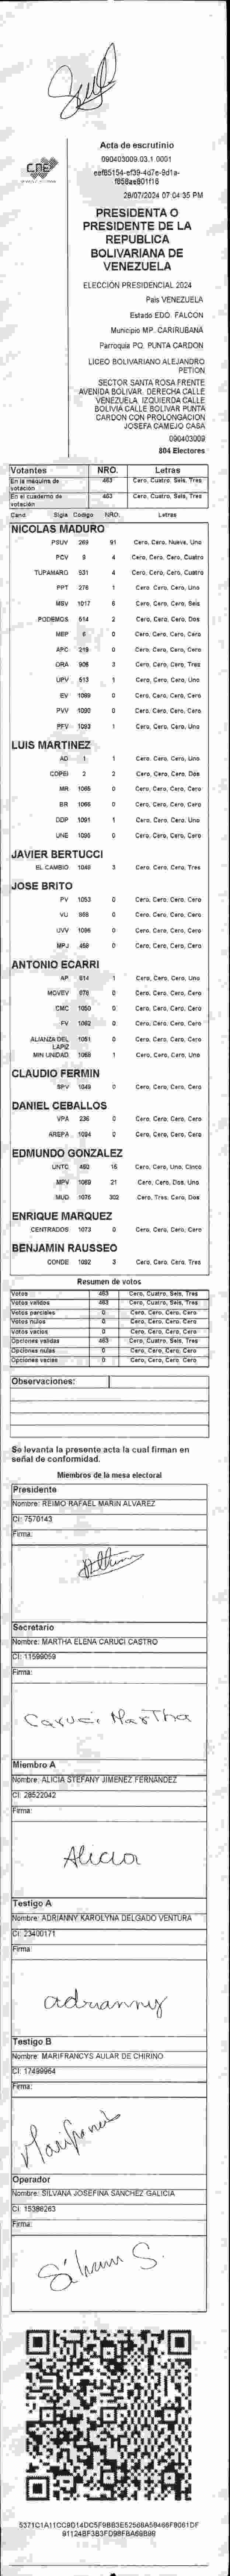 CNE
Acta de escrutinio
090403009.03.1.0001
28/07/2024 07:04:35 PM
PRESIDENTA O
PRESIDENTE DE LA
REPUBLICA
BOLIVARIANA DE
VENEZUELA
ELECCIÓN PRESIDENCIAL 2024
País VENEZUELA
Estado EDO. FALCON
Municipio MP. CARIRUBANA
Parroquia PQ. PUNTA CARDON
LICEO BOLIVARIANO ALEJANDRO
PETION
SECTOR SANTA ROSA FRENTE
AVENIDA BOLIVAR. DERECHA CALLE
VENEZUELA. IZQUIERDA CALLE
BOLIVIA CALLE BOLIVAR PUNTA
CARDON CON PROLONGACION
JOSEFA CAMEJO CASA
090403009
804 Electores
Votantes NRO. Letras
En la máquina de votación 463 Cero, Cuatro, Seis, Tres
En el cuaderno de votación 463 Cero, Cuatro, Seis, Tres
Cand Sigla Codigo NRO. Letras
NICOLAS MADURO
PSUV 269 91 Cero, Cero, Nueve, Uno
PCV 9 4 Cero, Cero, Cero, Cuatro
TUPAMARO 931 4 Cero, Cero, Cero, Cuatro
PPT 276 1 Cero, Cero, Cero, Uno
MSV 1017 6 Cero, Cero, Cero, Seis
PODEMOS 614 2 Cero, Cero, Cero, Dos
MEP 6 0 Cero, Cero, Cero, Cero
APC 219 0 Cero, Cero, Cero, Cero
ORA 906 3 Cero, Cero, Cero, Tres
UPV 513 1 Cero, Cero, Cero, Uno
EV 1089 0 Cero, Cero, Cero, Cero
PVV 1090 0 Cero, Cero, Cero, Cero
PFV 1093 1 Cero, Cero, Cero, Uno
LUIS MARTINEZ
AD 1 1 Cero, Cero, Cero, Uno
COPEI 2 2 Cero, Cero, Cero, Dos
MR 1065 0 Cero, Cero, Cero, Cero
BR 1066 0 Cero, Cero, Cero, Cero
DDP 1091 1 Cero, Cero, Cero, Uno
UNE 1095 0 Cero, Cero, Cero, Cero
JAVIER BERTUCCI
EL CAMBIO 1048 3 Cero, Cero, Cero, Tres
JOSE BRITO
PV 1053 0 Cero, Cero, Cero, Cero
VU 868 0 Cero, Cero, Cero, Cero
UVV 1096 0 Cero, Cero, Cero, Cero
MPJ 458 0 Cero, Cero, Cero, Cero
ANTONIO ECARRI
AP 814 1 Cero, Cero, Cero, Uno
MOVEV 678 0 Cero, Cero, Cero, Cero
CMC 1050 0 Cero, Cero, Cero, Cero
FV 1062 0 Cero, Cero, Cero, Cero
ALIANZA DEL LAPIZ 1051 0 Cero, Cero, Cero, Cero
MIN UNIDAD 1068 1 Cero, Cero, Cero, Uno
CLAUDIO FERMIN
SPV 1049 0 Cero, Cero, Cero, Cero
DANIEL CEBALLOS
VPA 236 0 Cero, Cero, Cero, Cero
AREPA 1094 0 Cero, Cero, Cero, Cero
EDMUNDO GONZALEZ
UNTC 460 15 Cero, Cero, Uno, Cinco
MPV 1069 21 Cero, Cero, Dos, Uno
MUD 1076 302 Cero, Tres, Cero, Dos
ENRIQUE MARQUEZ
CENTRADOS 1073 0 Cero, Cero, Cero, Cero
BENJAMIN RAUSSEO
CONDE 1092 3 Cero, Cero, Cero, Tres
Resumen de votos
Votos 463 Cero, Cuatro, Seis, Tres
Votos validos 463 Cero, Cuatro, Seis, Tres
Votos parciales 0 Cero, Cero, Cero, Cero
Votos nulos 0 Cero, Cero, Cero, Cero
Votos vacios 0 Cero, Cero, Cero, Cero
Opciones validas 463 Cero, Cuatro, Seis, Tres
Opciones nulas 0 Cero, Cero, Cero, Cero
Opciones vacias 0 Cero, Cero, Cero, Cero
Observaciones:
Se levanta la presente acta la cual firman en
señal de conformidad.
Miembros de la mesa electoral
Presidente
Nombre: REIMO RAFAEL MARIN ALVAREZ
CI: 7570143
Firma:
Secretario
Nombre: MARTHA ELENA CARUCI CASTRO
CI: 11599059
Firma:
Caruci Martha
Miembro A
Nombre: ALICIA STEFANY JIMENEZ FERNANDEZ
CI: 28522042
Firma:
Alicia
Testigo A
Nombre: ADRIANNY KAROLYNA DELGADO VENTURA
CI: 23400171
Firma:
adrianny
Testigo B
Nombre: MARIFRANCYS AULAR DE CHIRINO
CI: 17499964
Firma:
Operador
Nombre: SILVANA JOSEFINA SANCHEZ GALICIA
CI: 15386263
Firma:
Silvana S.